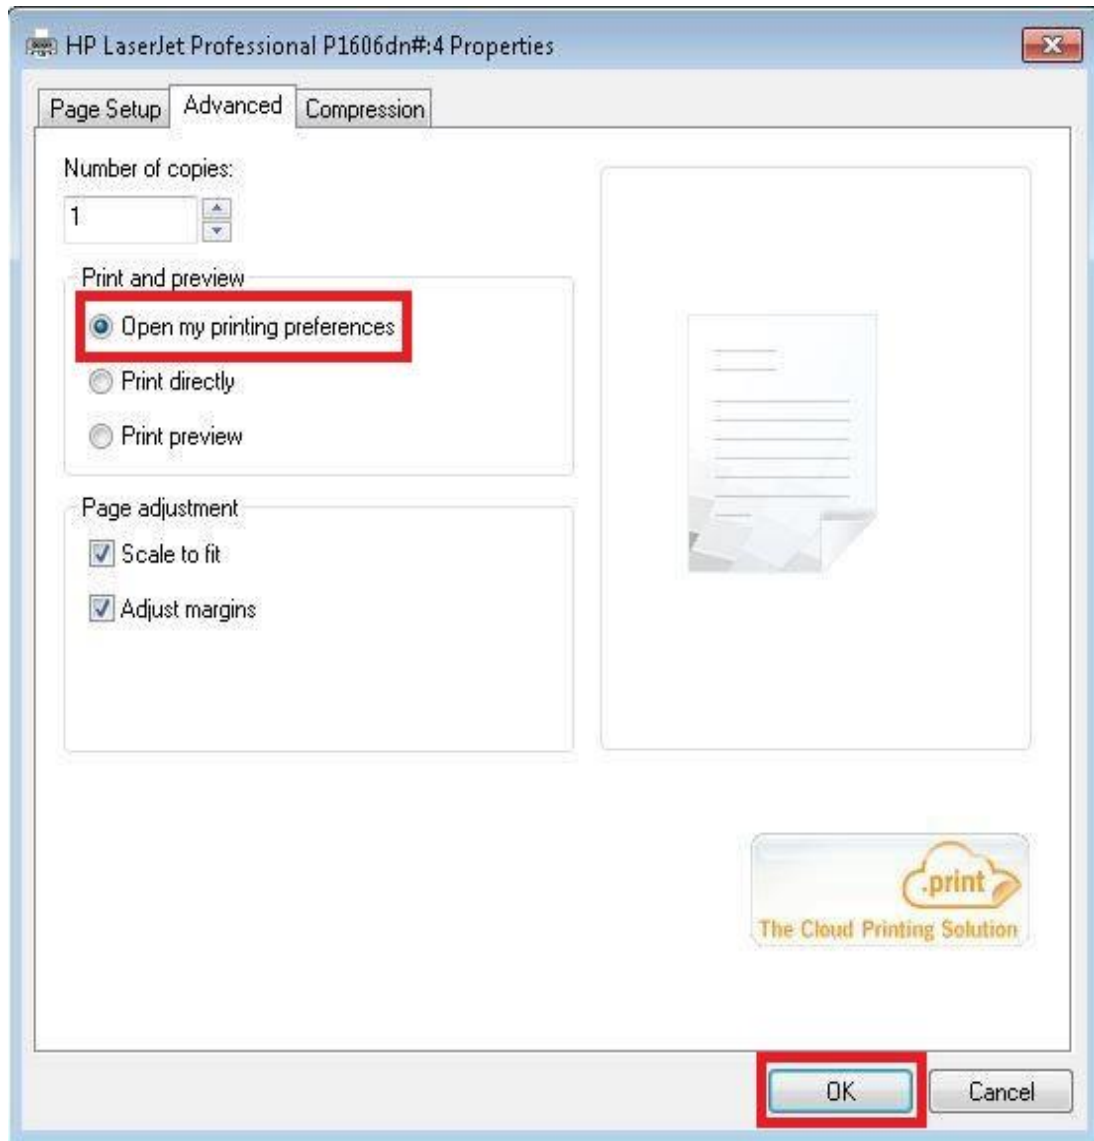 HP LaserJet Professional P1606dn#:4 Properties
Page Setup Advanced Compression
Number of copies:
1
Print and preview
Open my printing preferences
Print directly
Print preview
Page adjustment
Scale to fit
Adjust margins
.print
The Cloud Printing Solution
OK Cancel